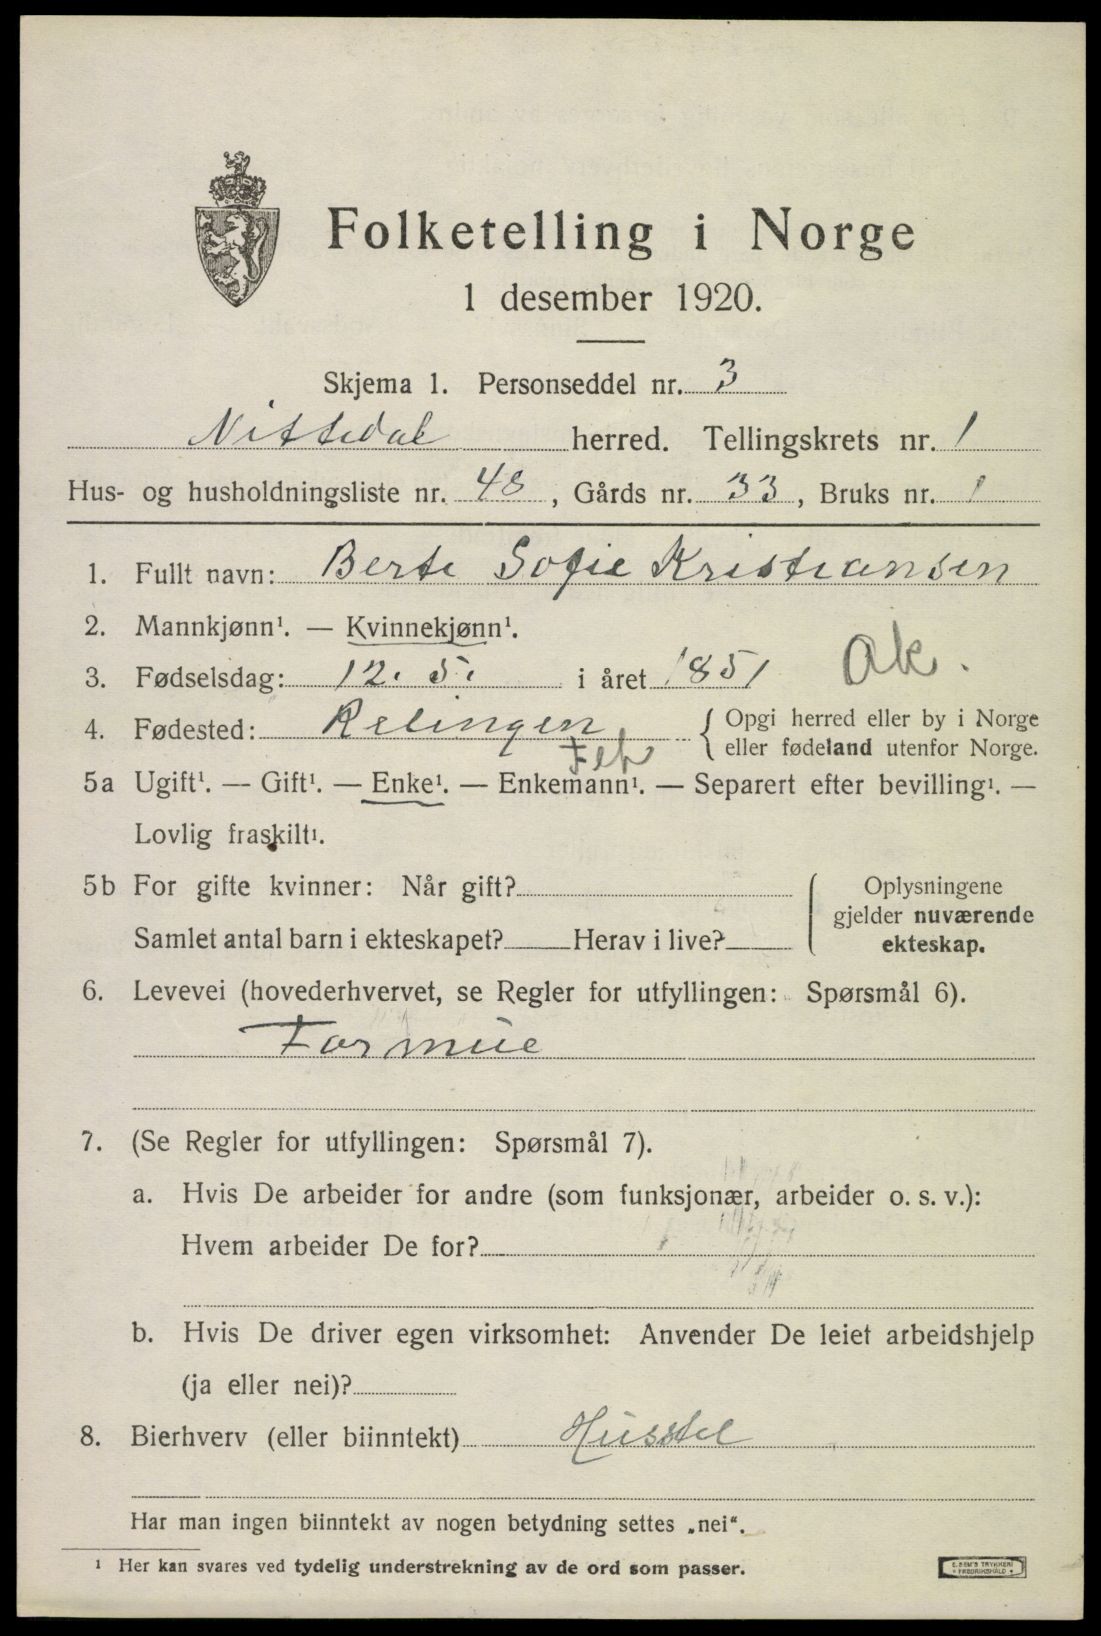 Folketelling i Norge
1 desember 1920.
Skjema 1. Personseddel nr. 3
Nittedal herred. Tellingskrets nr. 1
Hus- og husholdningsliste nr. 48, Gårds nr. 33, Bruks nr. 1
1. Fullt navn: Berte Sofie Kristiansen
2. Mannkjønn¹. — Kvinnekjønn¹.
3. Fødselsdag: 12. 5. i året 1851
Ak.
4. Fødested: Relingen { Opgi herred eller by i Norge
eller fødeland utenfor Norge.
5a Ugift¹. — Gift¹. — Enke¹. — Enkemann¹. — Separert efter bevilling¹. —
Lovlig fraskilt¹.
5b For gifte kvinner: Når gift? { Oplysningene
gjelder nuværende
Samlet antal barn i ekteskapet? Herav i live?
ekteskap.
6. Levevei (hovederhvervet, se Regler for utfyllingen: Spørsmål 6).
Formue
7. (Se Regler for utfyllingen: Spørsmål 7).
a. Hvis De arbeider for andre (som funksjonær, arbeider o. s. v.):
Hvem arbeider De for?
b. Hvis De driver egen virksomhet: Anvender De leiet arbeidshjelp
(ja eller nei)?
8. Bierhverv (eller biinntekt) Husstel
Har man ingen biinntekt av nogen betydning settes „nei“.
¹ Her kan svares ved tydelig understrekning av de ord som passer.
E. SEM'S TRYKKERI
• FREDRIKSHALD •